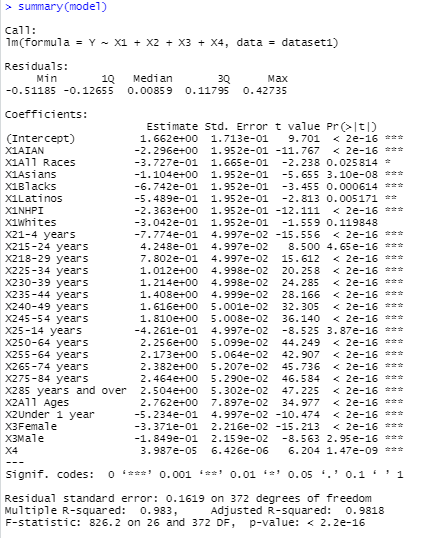 > summary(model)
Call:
lm(formula = Y ~ X1 + X2 + X3 + X4, data = dataset1)
Residuals:
Min 1Q Median 3Q Max
-0.51185 -0.12655 0.00859 0.11795 0.42735
Coefficients:
Estimate Std. Error t value Pr(>|t|)
(Intercept) 1.662e+00 1.713e-01 9.701 < 2e-16 ***
X1AIAN -2.296e+00 1.952e-01 -11.767 < 2e-16 ***
X1All Races -3.727e-01 1.665e-01 -2.238 0.025814 *
X1Asians -1.104e+00 1.952e-01 -5.655 3.10e-08 ***
X1Blacks -6.742e-01 1.952e-01 -3.455 0.000614 ***
X1Latinos -5.489e-01 1.952e-01 -2.813 0.005171 **
X1NHPI -2.363e+00 1.952e-01 -12.111 < 2e-16 ***
X1Whites -3.042e-01 1.952e-01 -1.559 0.119848
X21-4 years -7.774e-01 4.997e-02 -15.556 < 2e-16 ***
X215-24 years 4.248e-01 4.997e-02 8.500 4.65e-16 ***
X218-29 years 7.802e-01 4.997e-02 15.612 < 2e-16 ***
X225-34 years 1.012e+00 4.998e-02 20.258 < 2e-16 ***
X230-39 years 1.214e+00 4.998e-02 24.285 < 2e-16 ***
X235-44 years 1.408e+00 4.999e-02 28.166 < 2e-16 ***
X240-49 years 1.616e+00 5.001e-02 32.305 < 2e-16 ***
X245-54 years 1.810e+00 5.008e-02 36.140 < 2e-16 ***
X25-14 years -4.261e-01 4.997e-02 -8.525 3.87e-16 ***
X250-64 years 2.256e+00 5.099e-02 44.249 < 2e-16 ***
X255-64 years 2.173e+00 5.064e-02 42.907 < 2e-16 ***
X265-74 years 2.382e+00 5.207e-02 45.736 < 2e-16 ***
X275-84 years 2.464e+00 5.290e-02 46.584 < 2e-16 ***
X285 years and over 2.504e+00 5.302e-02 47.225 < 2e-16 ***
X2All Ages 2.762e+00 7.897e-02 34.977 < 2e-16 ***
X2Under 1 year -5.234e-01 4.997e-02 -10.474 < 2e-16 ***
X3Female -3.371e-01 2.216e-02 -15.213 < 2e-16 ***
X3Male -1.849e-01 2.159e-02 -8.563 2.95e-16 ***
X4 3.987e-05 6.426e-06 6.204 1.47e-09 ***
---
Signif. codes: 0 ‘***’ 0.001 ‘**’ 0.01 ‘*’ 0.05 ‘.’ 0.1 ‘ ’ 1
Residual standard error: 0.1619 on 372 degrees of freedom
Multiple R-squared: 0.983, Adjusted R-squared: 0.9818
F-statistic: 826.2 on 26 and 372 DF, p-value: < 2.2e-16